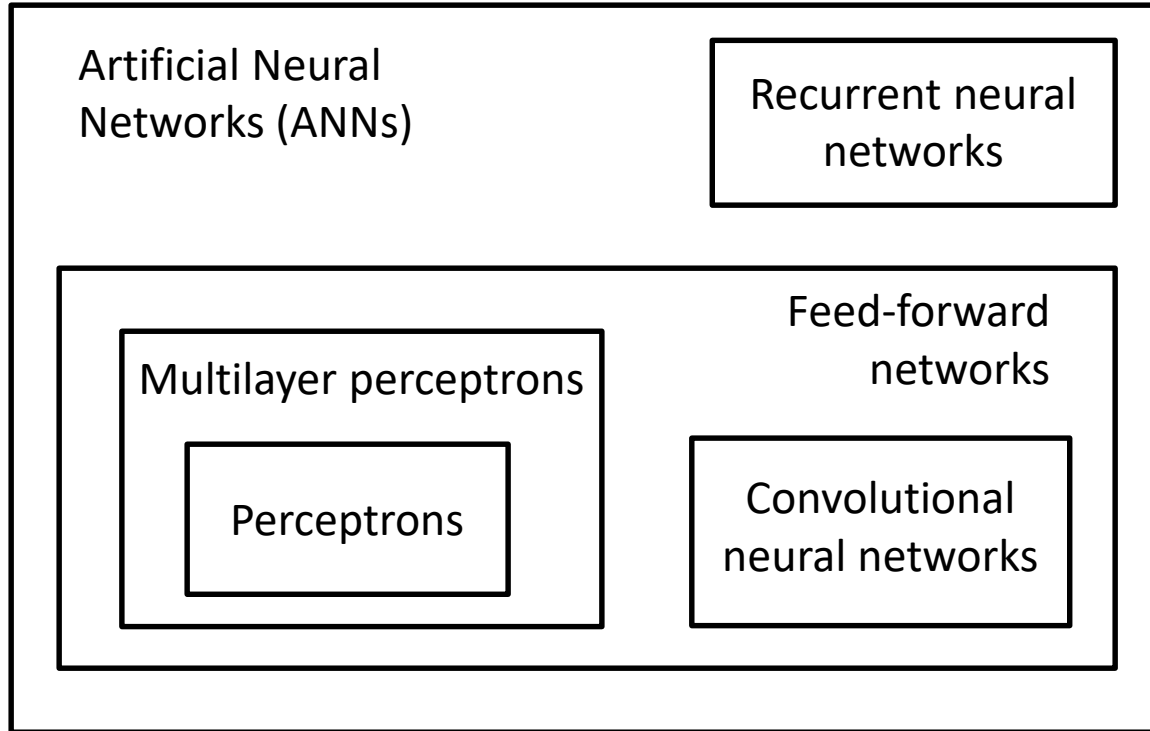 Artificial Neural
Networks (ANNs)
Recurrent neural
networks
Feed-forward
networks
Multilayer perceptrons
Perceptrons
Convolutional
neural networks